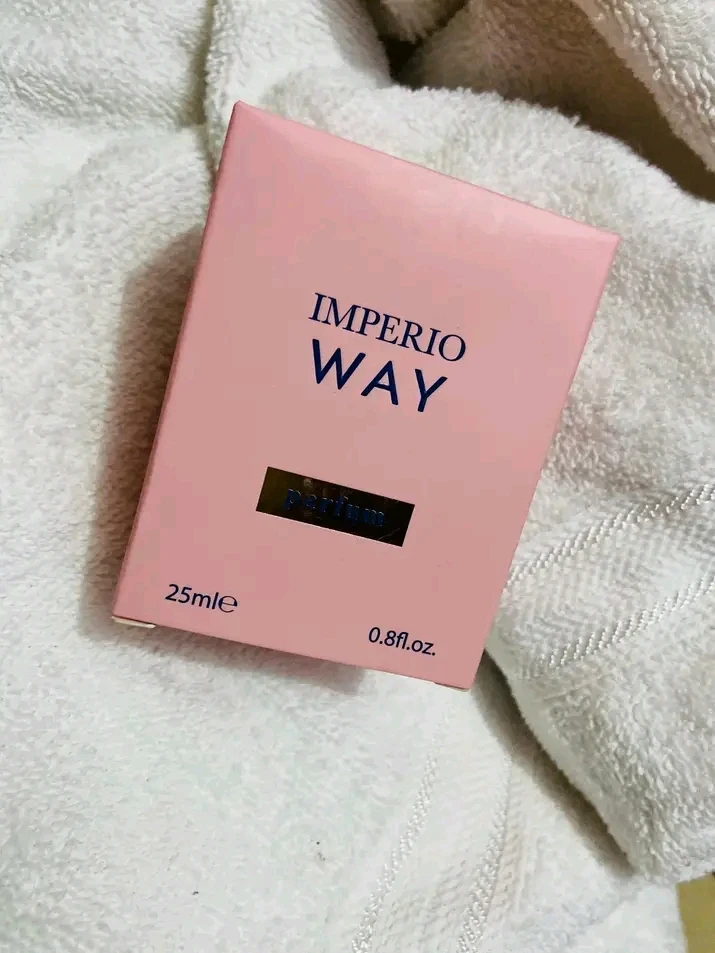 IMPERIO
WAY
parfum
25ml℮
0.8fl.oz.